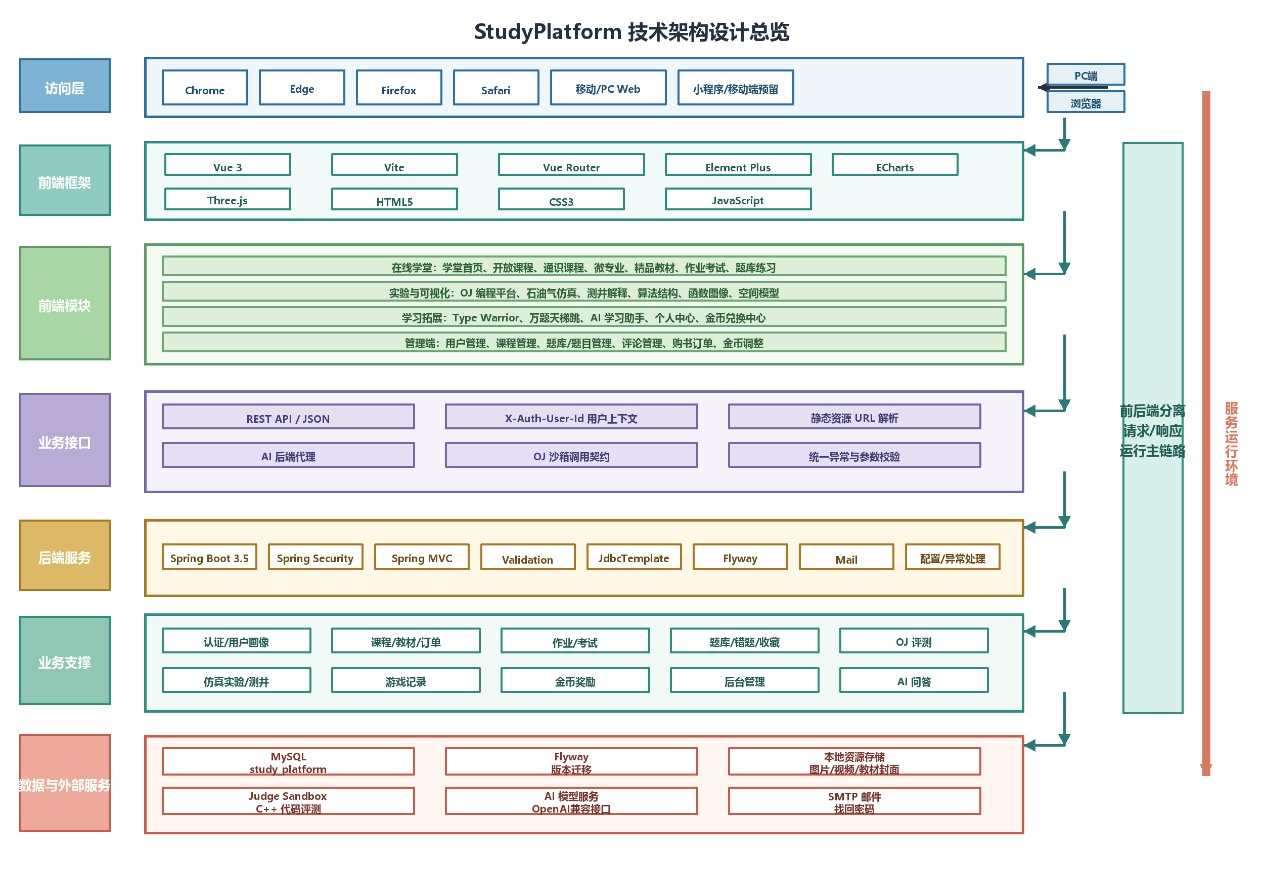 StudyPlatform 技术架构设计总览
访问层
Chrome
Edge
Firefox
Safari
移动/PC Web
小程序/移动端预留
PC端
浏览器
前端框架
Vue 3
Vite
Vue Router
Element Plus
ECharts
Three.js
HTML5
CSS3
JavaScript
前端模块
在线学堂：学堂首页、开放课程、通识课程、微专业、精品教材、作业考试、题库练习
实验与可视化：OJ 编程平台、石油气仿真、测井解释、算法结构、函数图像、空间模型
学习拓展：Type Warrior、万题天梯跳、AI 学习助手、个人中心、金币兑换中心
管理端：用户管理、课程管理、题库/题目管理、评论管理、购书订单、金币调整
业务接口
REST API / JSON
X-Auth-User-Id 用户上下文
静态资源 URL 解析
AI 后端代理
OJ 沙箱调用契约
统一异常与参数校验
前后端分离
请求/响应
运行主链路
服务运行环境
后端服务
Spring Boot 3.5
Spring Security
Spring MVC
Validation
JdbcTemplate
Flyway
Mail
配置/异常处理
业务支撑
认证/用户画像
课程/教材/订单
作业/考试
题库/错题/收藏
OJ 评测
仿真实验/测井
游戏记录
金币奖励
后台管理
AI 问答
数据与外部服务
MySQL
study_platform
Flyway
版本迁移
本地资源存储
图片/视频/教材封面
Judge Sandbox
C++ 代码评测
AI 模型服务
OpenAI兼容接口
SMTP 邮件
找回密码